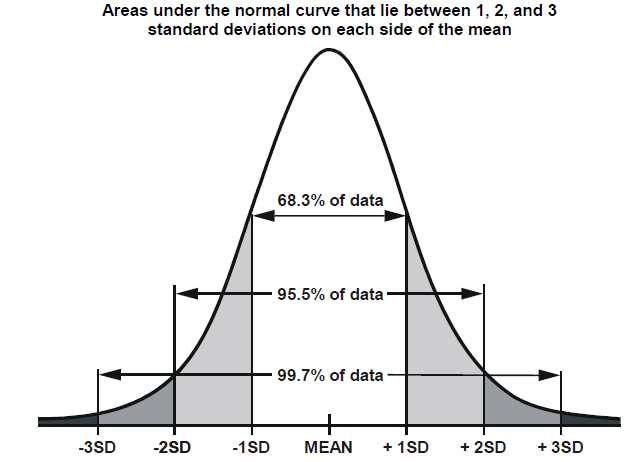 Areas under the normal curve that lie between 1, 2, and 3
standard deviations on each side of the mean
68.3% of data
95.5% of data
99.7% of data
-3SD -2SD -1SD MEAN + 1SD + 2SD + 3SD